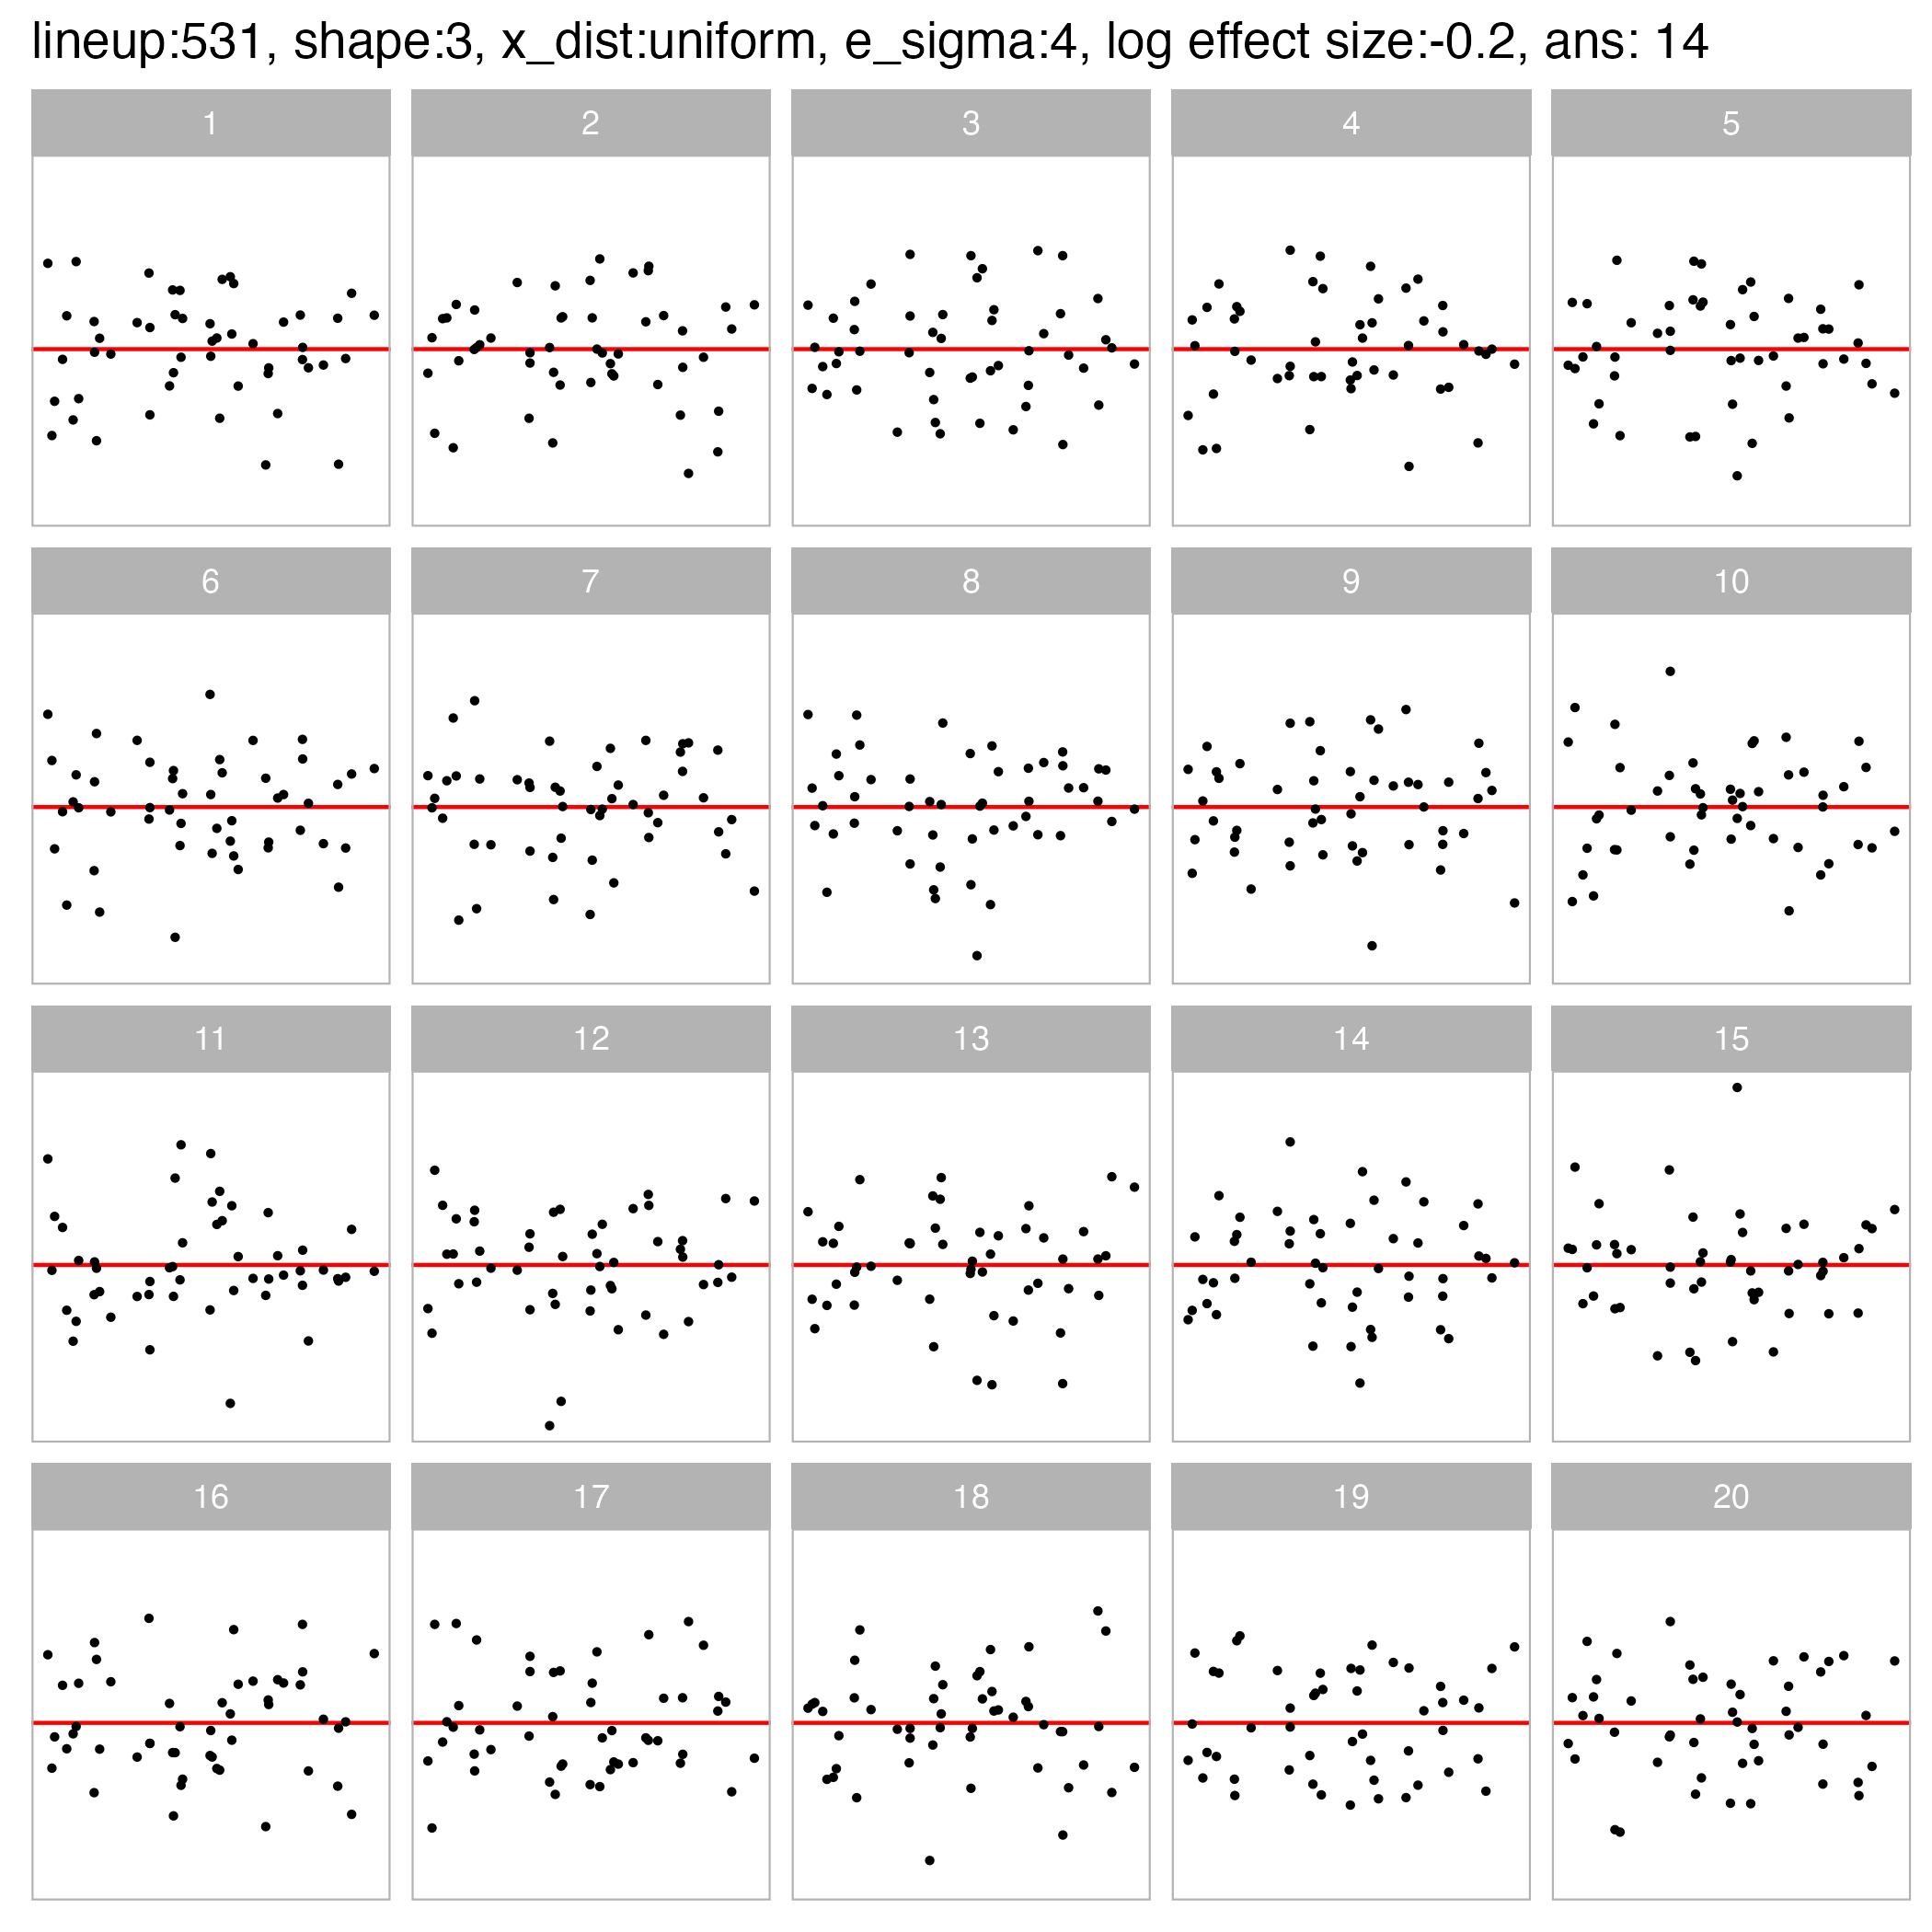 lineup:531, shape:3, x_dist:uniform, e_sigma:4, log effect size:-0.2, ans: 14
1 2 3 4 5
6 7 8 9 10
11 12 13 14 15
16 17 18 19 20